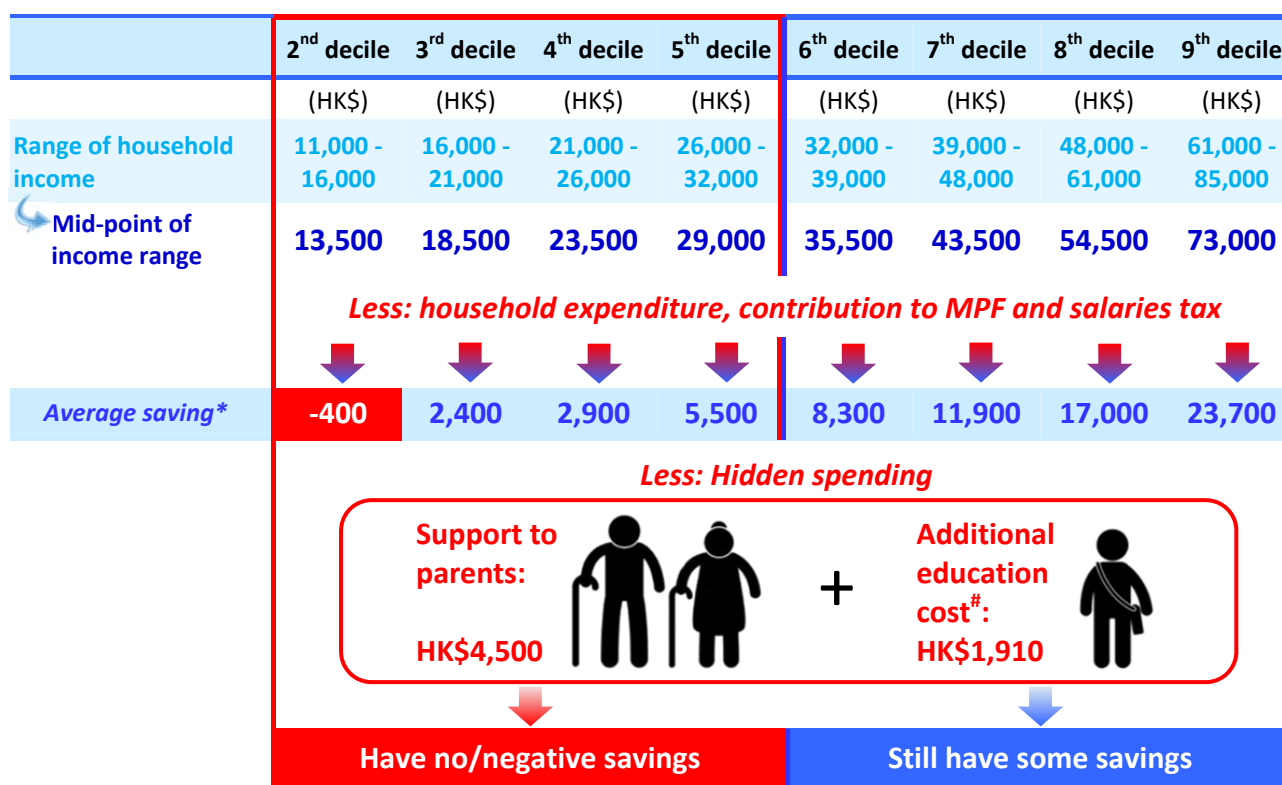 2nd decile 3rd decile 4th decile 5th decile 6th decile 7th decile 8th decile 9th decile
(HK$) (HK$) (HK$) (HK$) (HK$) (HK$) (HK$) (HK$)
Range of household 11,000 - 16,000 - 21,000 - 26,000 - 32,000 - 39,000 - 48,000 - 61,000 -
income 16,000 21,000 26,000 32,000 39,000 48,000 61,000 85,000
Mid-point of
income range
13,500 18,500 23,500 29,000 35,500 43,500 54,500 73,000
Less: household expenditure, contribution to MPF and salaries tax
Average saving* -400 2,400 2,900 5,500 8,300 11,900 17,000 23,700
Less: Hidden spending
Support to
parents:
HK$4,500
+
Additional
education
cost#:
HK$1,910
Have no/negative savings Still have some savings